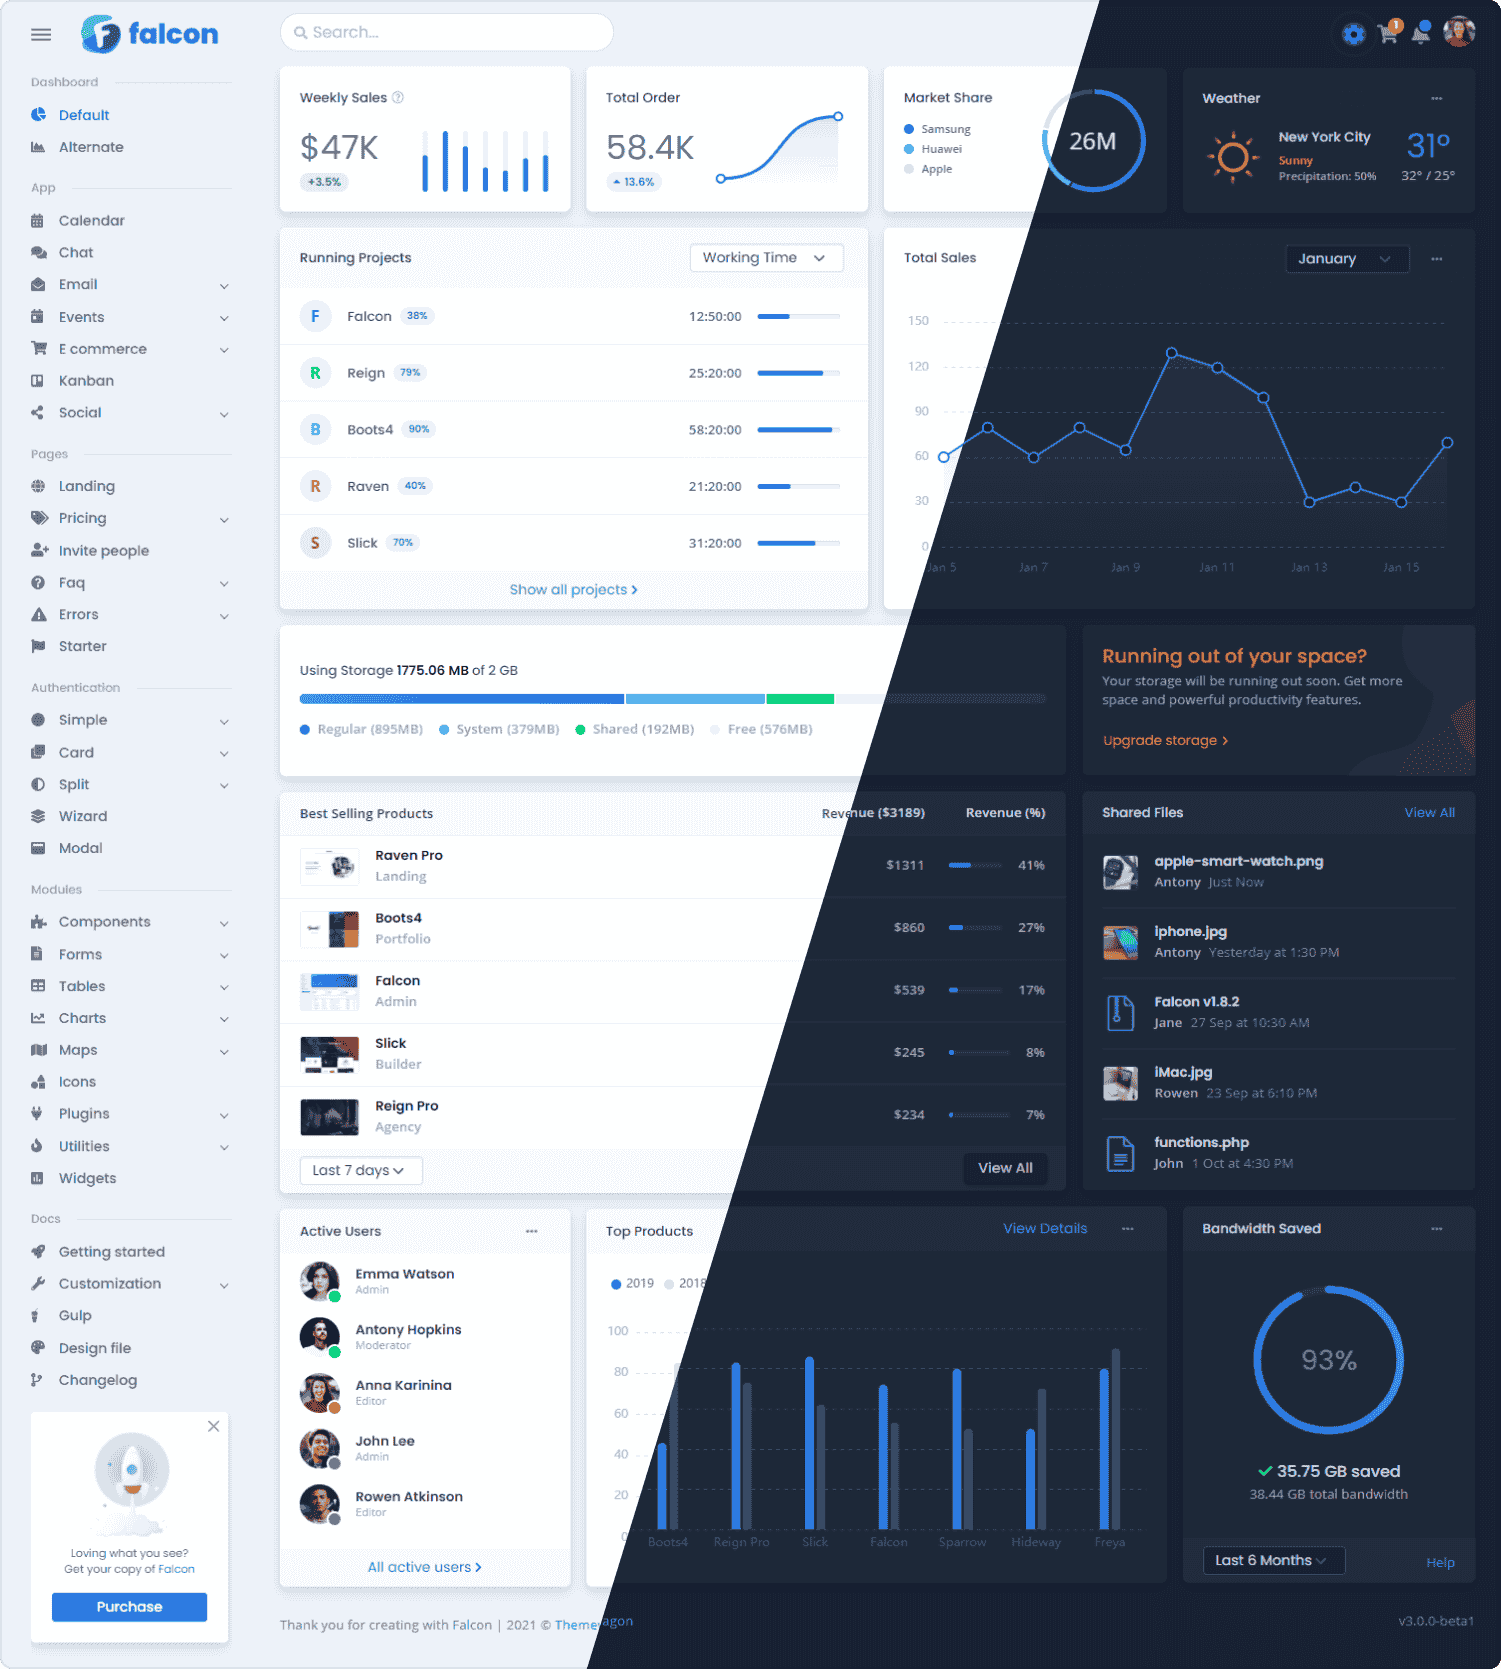 falcon
Search...
1
Dashboard
Default
Alternate
App
Calendar
Chat
Email
Events
E commerce
Kanban
Social
Pages
Landing
Pricing
Invite people
Faq
Errors
Starter
Authentication
Simple
Card
Split
Wizard
Modal
Modules
Components
Forms
Tables
Charts
Maps
Icons
Plugins
Utilities
Widgets
Docs
Getting started
Customization
Gulp
Design file
Changelog
Loving what you see?
Get your copy of Falcon
Purchase
Weekly Sales
$47K
+3.5%
Total Order
58.4K
13.6%
Market Share
Samsung
Huawei
Apple
26M
Weather
New York City
Sunny
Precipitation: 50%
31°
32° / 25°
Running Projects
Working Time
F Falcon 38% 12:50:00
R Reign 79% 25:20:00
B Boots4 90% 58:20:00
R Raven 40% 21:20:00
S Slick 70% 31:20:00
Show all projects
Total Sales
January
150
120
90
60
30
0
Jan 5 Jan 7 Jan 9 Jan 11 Jan 13 Jan 15
Using Storage 1775.06 MB of 2 GB
Regular (895MB) System (379MB) Shared (192MB) Free (576MB)
Running out of your space?
Your storage will be running out soon. Get more
space and powerful productivity features.
Upgrade storage
Best Selling Products Revenue ($3189) Revenue (%)
Raven Pro
Landing
$1311 41%
Boots4
Portfolio
$860 27%
Falcon
Admin
$539 17%
Slick
Builder
$245 8%
Reign Pro
Agency
$234 7%
Last 7 days
View All
Shared Files
View All
apple-smart-watch.png
Antony Just Now
iphone.jpg
Antony Yesterday at 1:30 PM
Falcon v1.8.2
Jane 27 Sep at 10:30 AM
iMac.jpg
Rowen 23 Sep at 6:10 PM
functions.php
John 1 Oct at 4:30 PM
Active Users
Emma Watson
Admin
Antony Hopkins
Moderator
Anna Karinina
Editor
John Lee
Admin
Rowen Atkinson
Editor
All active users
Top Products
View Details
2019 2018
100
80
60
40
20
0
Boots4 Reign Pro Slick Falcon Sparrow Hideway Freya
Bandwidth Saved
93%
35.75 GB saved
38.44 GB total bandwidth
Last 6 Months
Help
Thank you for creating with Falcon | 2021 © Themewagon
v3.0.0-beta1